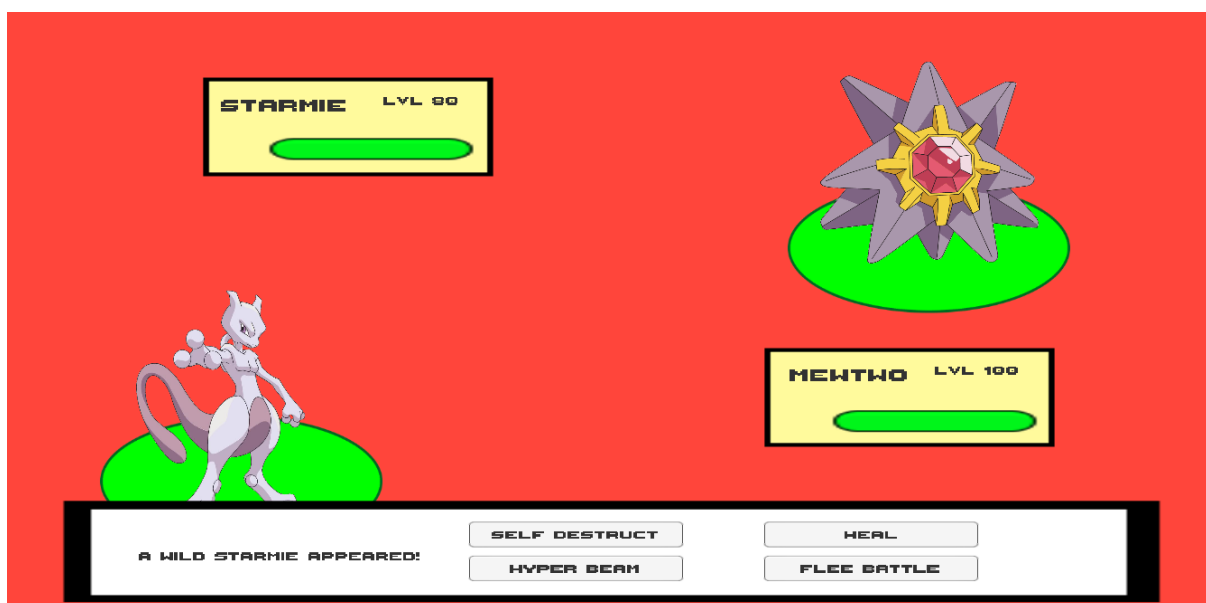 STARMIE LVL 90
MEWTWO LVL 100
A WILD STARMIE APPEARED!
SELF DESTRUCT
HEAL
HYPER BEAM
FLEE BATTLE